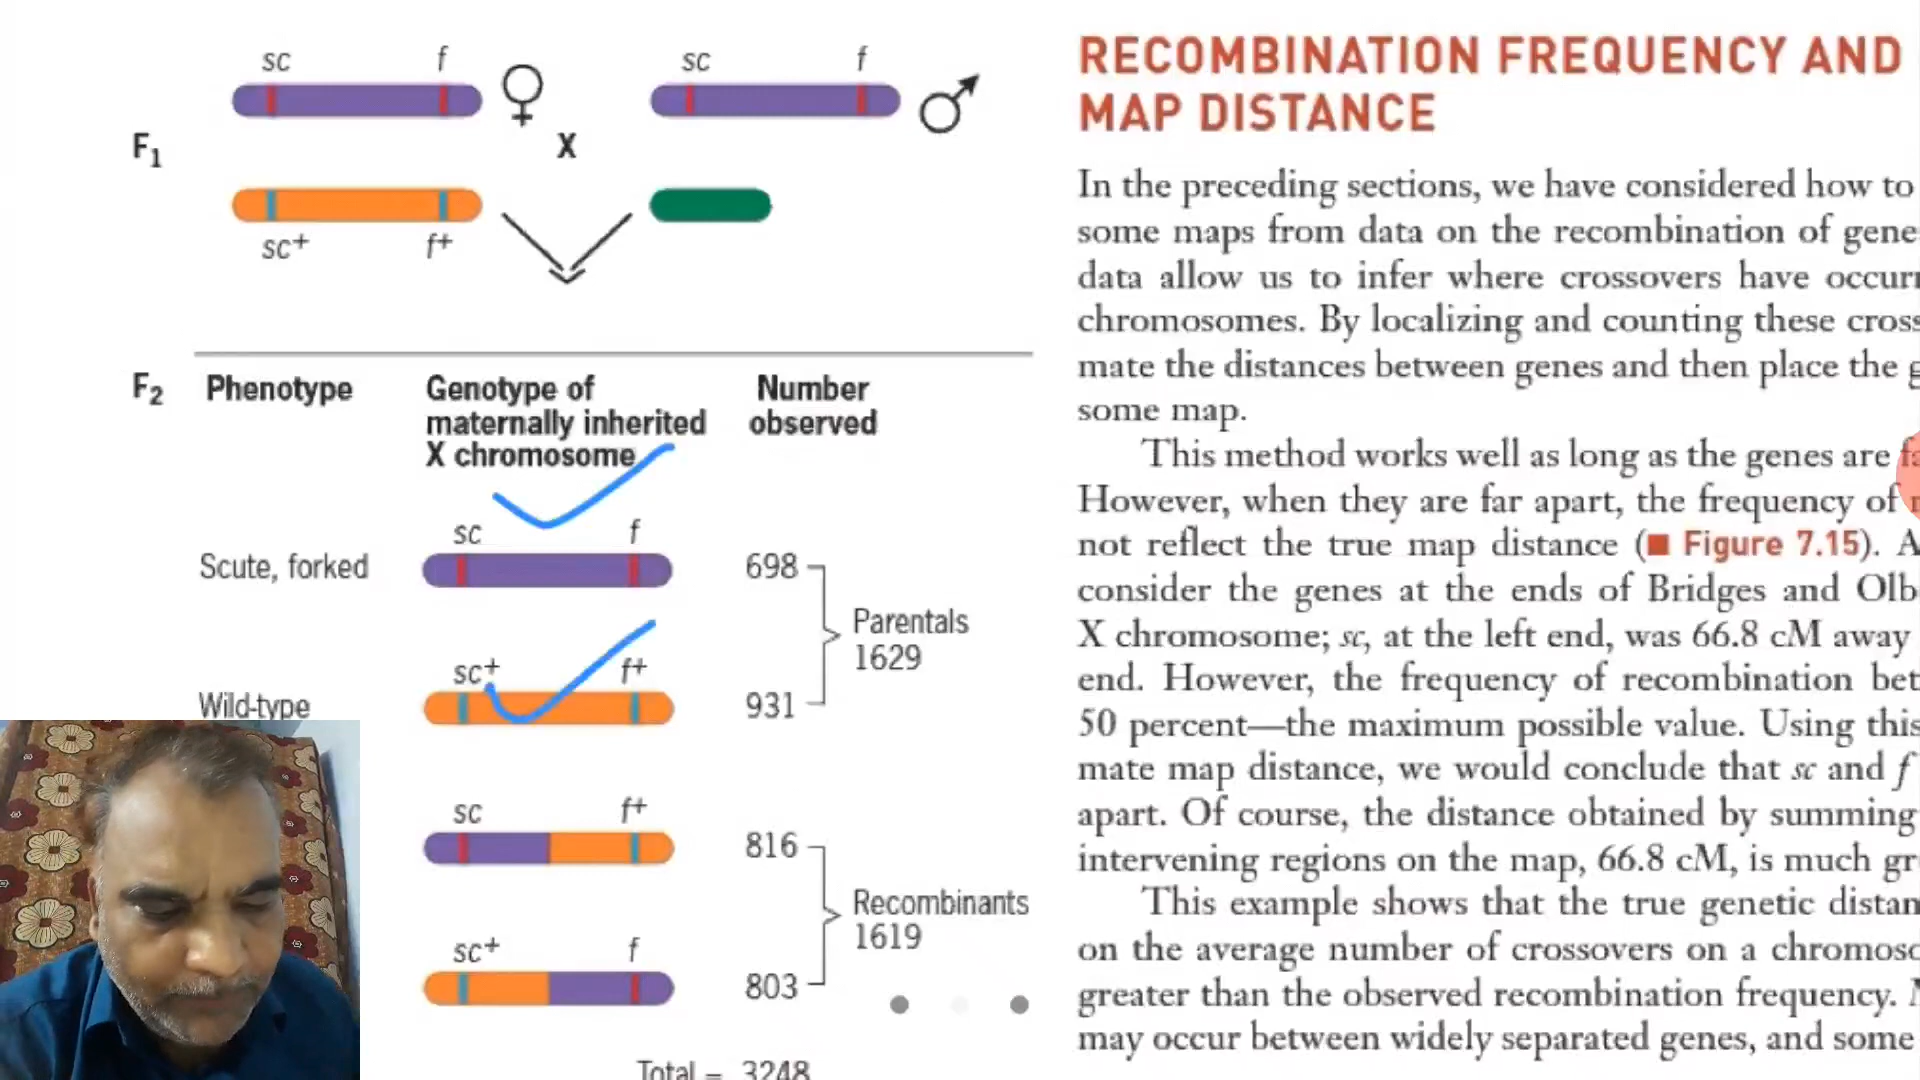 sc f
sc f
F1
X
sc+ f+
F2 Phenotype
Genotype of
maternally inherited
X chromosome
Number
observed
sc f
Scute, forked
698
Parentals
1629
sc+ f+
Wild-type
931
sc f+
816
Recombinants
1619
sc+ f
803
Total = 3248
RECOMBINATION FREQUENCY AND
MAP DISTANCE
In the preceding sections, we have considered how to
some maps from data on the recombination of gene
data allow us to infer where crossovers have occurr
chromosomes. By localizing and counting these cross
mate the distances between genes and then place the g
some map.
This method works well as long as the genes are fa
However, when they are far apart, the frequency of
not reflect the true map distance (■ Figure 7.15). A
consider the genes at the ends of Bridges and Olb
X chromosome; sc, at the left end, was 66.8 cM away
end. However, the frequency of recombination bet
50 percent—the maximum possible value. Using this
mate map distance, we would conclude that sc and f
apart. Of course, the distance obtained by summing
intervening regions on the map, 66.8 cM, is much gr
This example shows that the true genetic distan
on the average number of crossovers on a chromoso
greater than the observed recombination frequency.
may occur between widely separated genes, and some